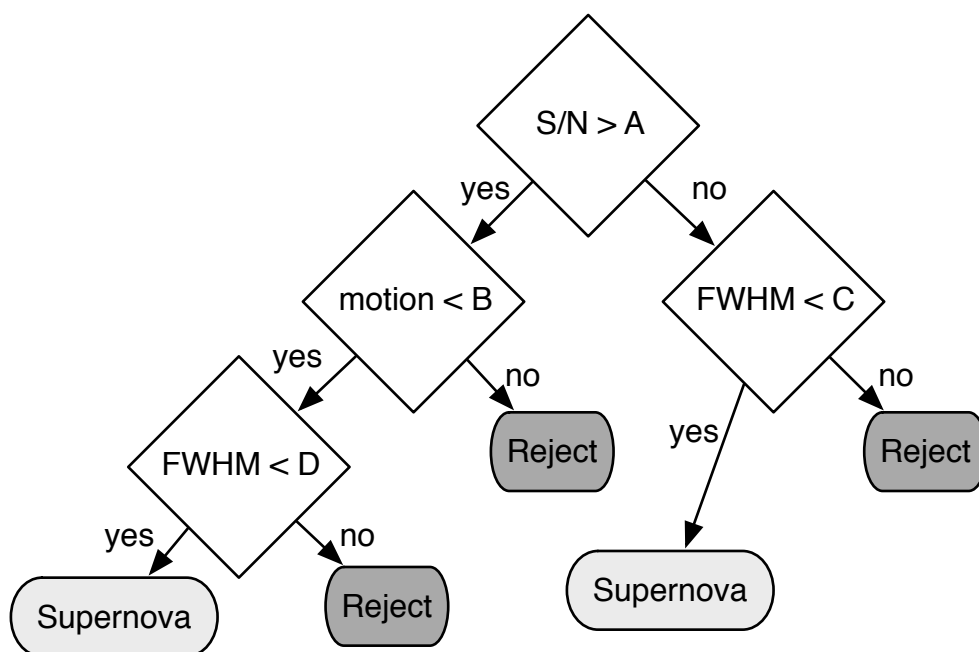 S/N > A
yes
no
motion < B
FWHM < C
yes
no
no
yes
FWHM < D
Reject
Reject
yes
no
Supernova
Reject
Supernova